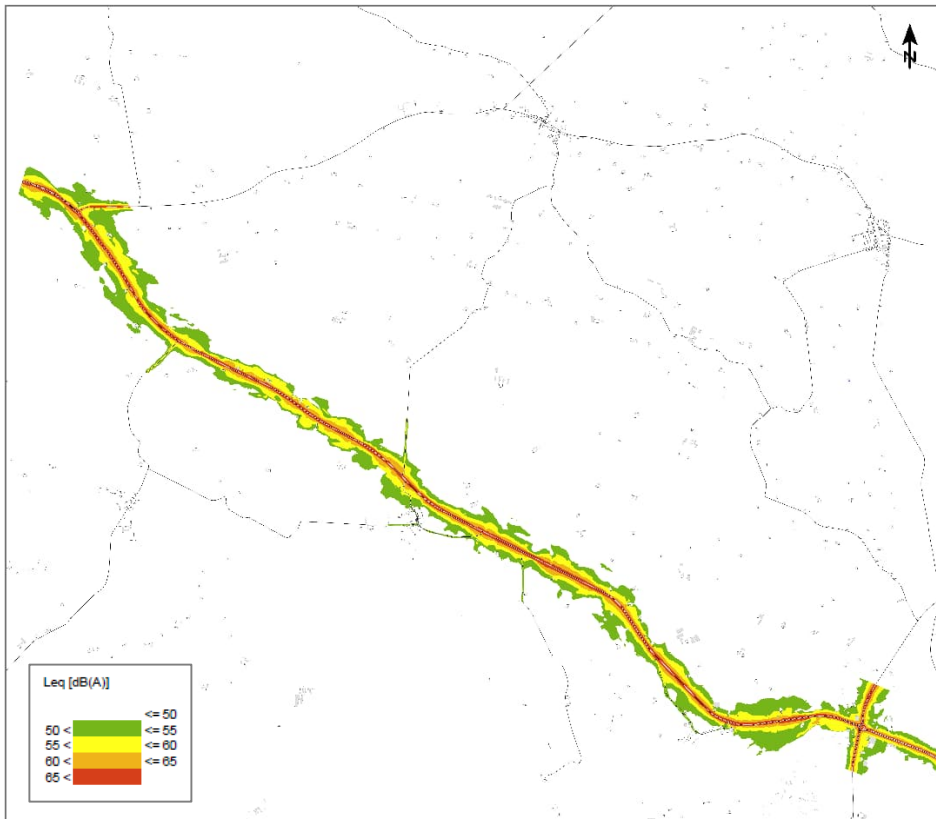 N
Leq [dB(A)]
<= 50
50 < <= 55
55 < <= 60
60 < <= 65
65 <